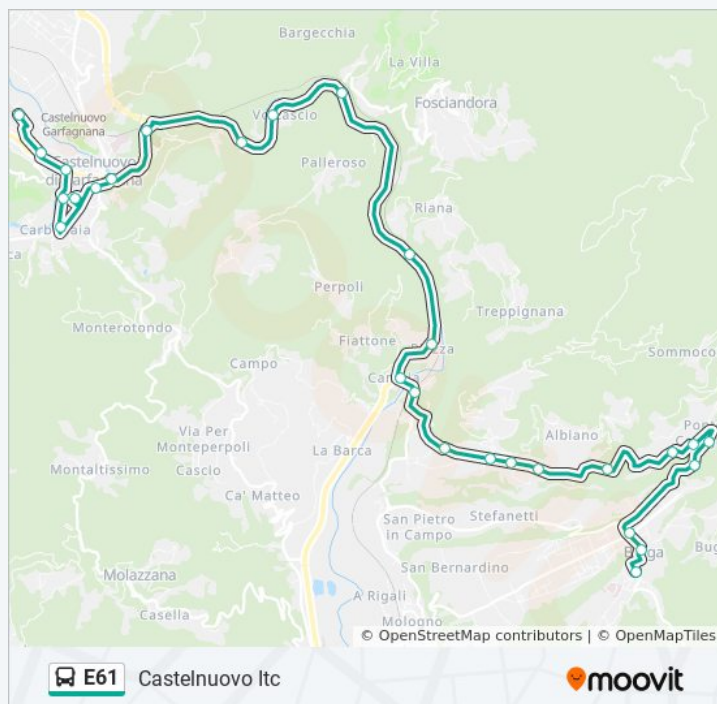 Bargecchia
La Villa
Fosciandora
Castelnuovo
Garfagnana
Palleroso
Riana
Perpoli
Treppignana
Monterotondo
Fiattone
Sommoco
Campo
Albiano
Via Per
Monteperpoli
La Barca
Montaltissimo
Cascio
Ca' Matteo
San Pietro
in Campo
Stefanetti
San Bernardino
Molazzana
A Rigali
Casella
Mologno
© OpenStreetMap contributors | © OpenMapTiles
E61 Castelnuovo Itc moovit